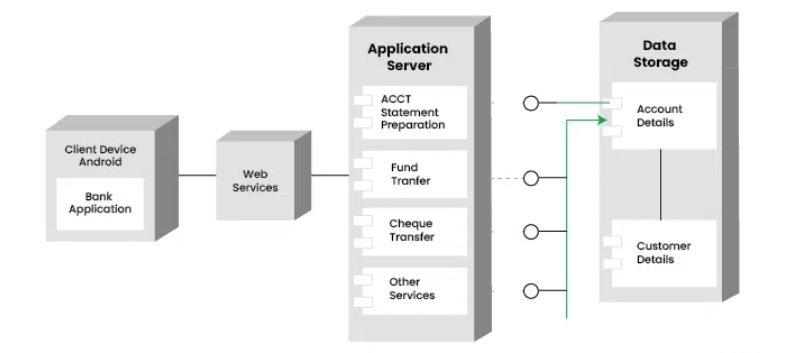 Client Device
Android
Bank
Application
Web
Services
Application
Server
ACCT
Statement
Preparation
Fund
Tranfer
Cheque
Transfer
Other
Services
Data
Storage
Account
Details
Customer
Details